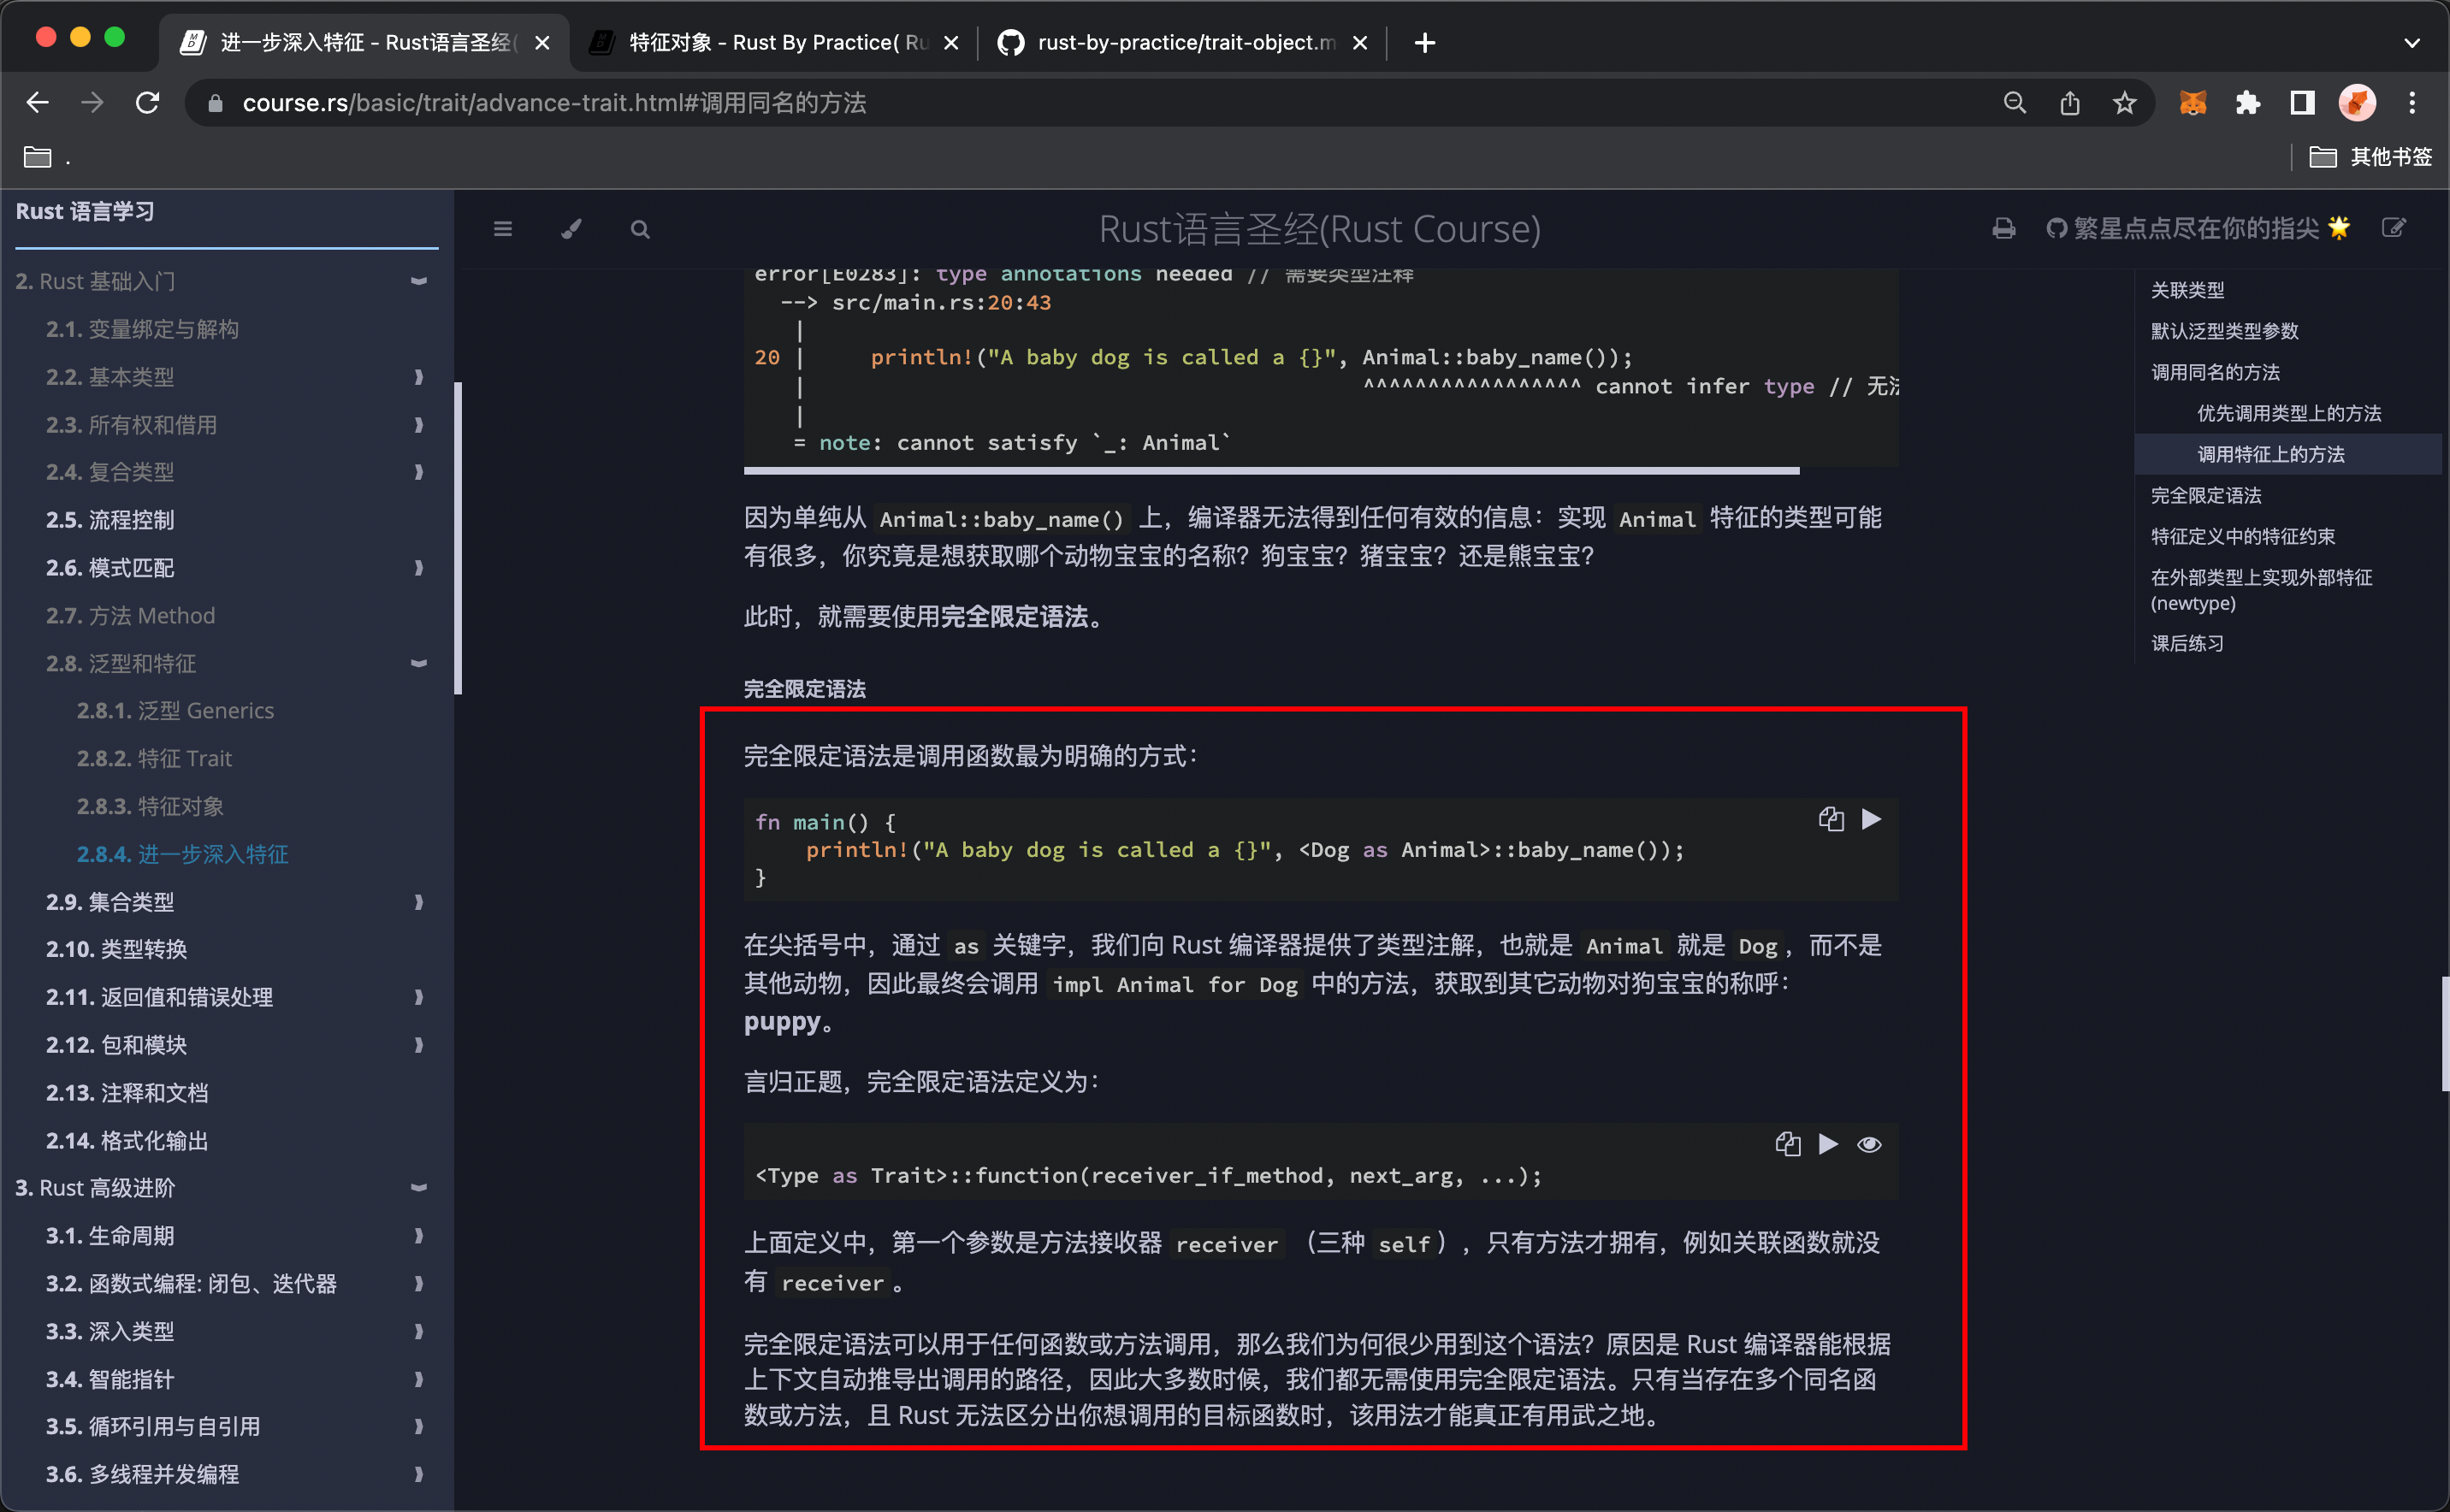 进一步深入特征 - Rust语言圣经(
特征对象 - Rust By Practice( Ru
rust-by-practice/trait-object.m
course.rs/basic/trait/advance-trait.html#调用同名的方法
.
其他书签
Rust 语言学习
2. Rust 基础入门
2.1. 变量绑定与解构
2.2. 基本类型
2.3. 所有权和借用
2.4. 复合类型
2.5. 流程控制
2.6. 模式匹配
2.7. 方法 Method
2.8. 泛型和特征
2.8.1. 泛型 Generics
2.8.2. 特征 Trait
2.8.3. 特征对象
2.8.4. 进一步深入特征
2.9. 集合类型
2.10. 类型转换
2.11. 返回值和错误处理
2.12. 包和模块
2.13. 注释和文档
2.14. 格式化输出
3. Rust 高级进阶
3.1. 生命周期
3.2. 函数式编程: 闭包、迭代器
3.3. 深入类型
3.4. 智能指针
3.5. 循环引用与自引用
3.6. 多线程并发编程
Rust语言圣经(Rust Course)
繁星点点尽在你的指尖 🌟
error[E0283]: type annotations needed // 需要类型注释
--> src/main.rs:20:43
|
20 |     println!("A baby dog is called a {}", Animal::baby_name());
|                                           ^^^^^^^^^^^^^^^^^ cannot infer type // 无法
|
= note: cannot satisfy `_: Animal`
因为单纯从 Animal::baby_name() 上，编译器无法得到任何有效的信息：实现 Animal 特征的类型可能
有很多，你究竟是想获取哪个动物宝宝的名称？狗宝宝？猪宝宝？还是熊宝宝？
此时，就需要使用完全限定语法。
完全限定语法
完全限定语法是调用函数最为明确的方式：
fn main() {
    println!("A baby dog is called a {}", <Dog as Animal>::baby_name());
}
在尖括号中，通过 as 关键字，我们向 Rust 编译器提供了类型注解，也就是 Animal 就是 Dog，而不是
其他动物，因此最终会调用 impl Animal for Dog 中的方法，获取到其它动物对狗宝宝的称呼：
puppy。
言归正题，完全限定语法定义为：
<Type as Trait>::function(receiver_if_method, next_arg, ...);
上面定义中，第一个参数是方法接收器 receiver （三种 self），只有方法才拥有，例如关联函数就没
有 receiver。
完全限定语法可以用于任何函数或方法调用，那么我们为何很少用到这个语法？原因是 Rust 编译器能根据
上下文自动推导出调用的路径，因此大多数时候，我们都无需使用完全限定语法。只有当存在多个同名函
数或方法，且 Rust 无法区分出你想调用的目标函数时，该用法才能真正有用武之地。
关联类型
默认泛型类型参数
调用同名的方法
优先调用类型上的方法
调用特征上的方法
完全限定语法
特征定义中的特征约束
在外部类型上实现外部特征
(newtype)
课后练习